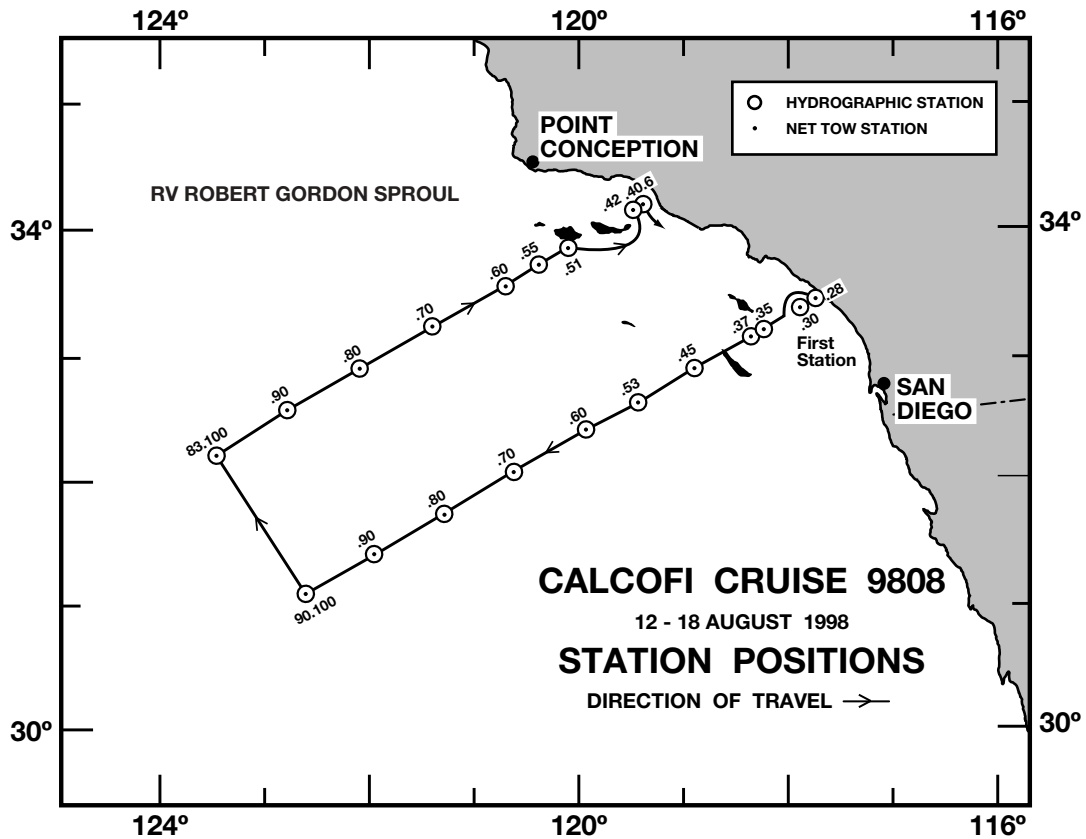 124º
120º
116º
HYDROGRAPHIC STATION
NET TOW STATION
POINT
CONCEPTION
RV ROBERT GORDON SPROUL
.42
.40.6
34º
34º
.51
.55
.60
.70
.80
.90
83.100
.28
.30
First
Station
.35
.37
.45
.53
.60
.70
.80
.90
90.100
SAN
DIEGO
CALCOFI CRUISE 9808
12 - 18 AUGUST 1998
STATION POSITIONS
DIRECTION OF TRAVEL
30º
30º
124º
120º
116º